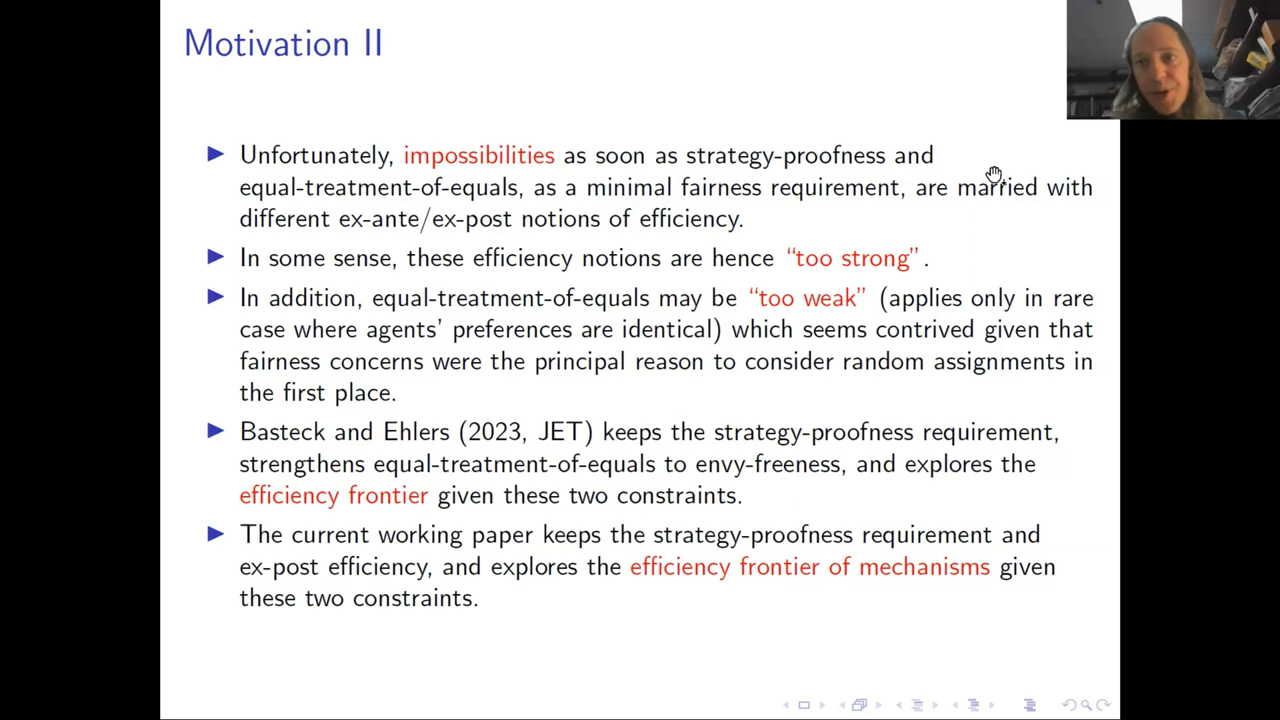 Motivation II
Unfortunately, impossibilities as soon as strategy-proofness and
equal-treatment-of-equals, as a minimal fairness requirement, are married with
different ex-ante/ex-post notions of efficiency.
In some sense, these efficiency notions are hence “too strong”.
In addition, equal-treatment-of-equals may be “too weak” (applies only in rare
case where agents’ preferences are identical) which seems contrived given that
fairness concerns were the principal reason to consider random assignments in
the first place.
Basteck and Ehlers (2023, JET) keeps the strategy-proofness requirement,
strengthens equal-treatment-of-equals to envy-freeness, and explores the
efficiency frontier given these two constraints.
The current working paper keeps the strategy-proofness requirement and
ex-post efficiency, and explores the efficiency frontier of mechanisms given
these two constraints.